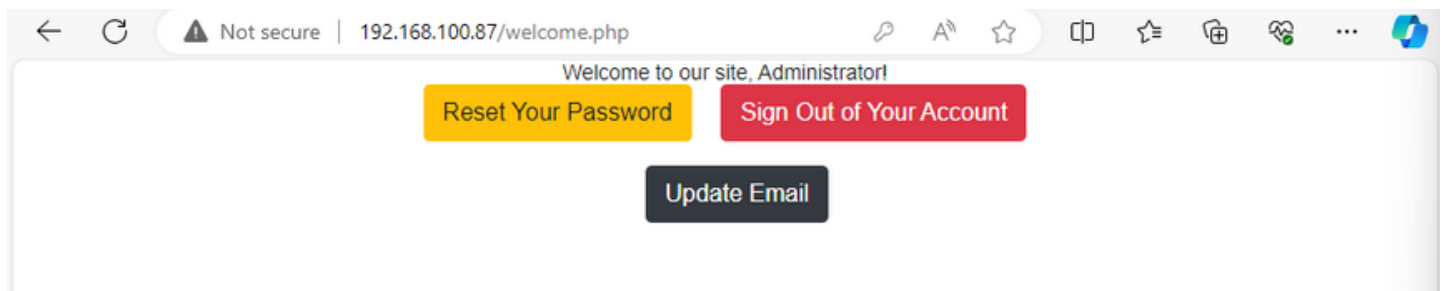 Not secure | 192.168.100.87/welcome.php
Welcome to our site, Administrator!
Reset Your Password Sign Out of Your Account
Update Email